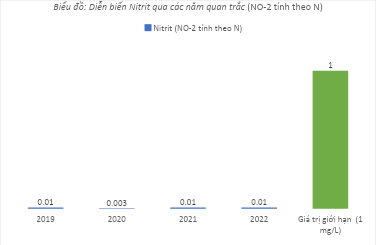 Biểu đồ: Diễn biến Nitrit qua các năm quan trắc (NO-2 tính theo N)
Nitrit (NO-2 tính theo N)
1
0.01 0.003 0.01 0.01
2019 2020 2021 2022 Giá trị giới hạn (1
mg/L)